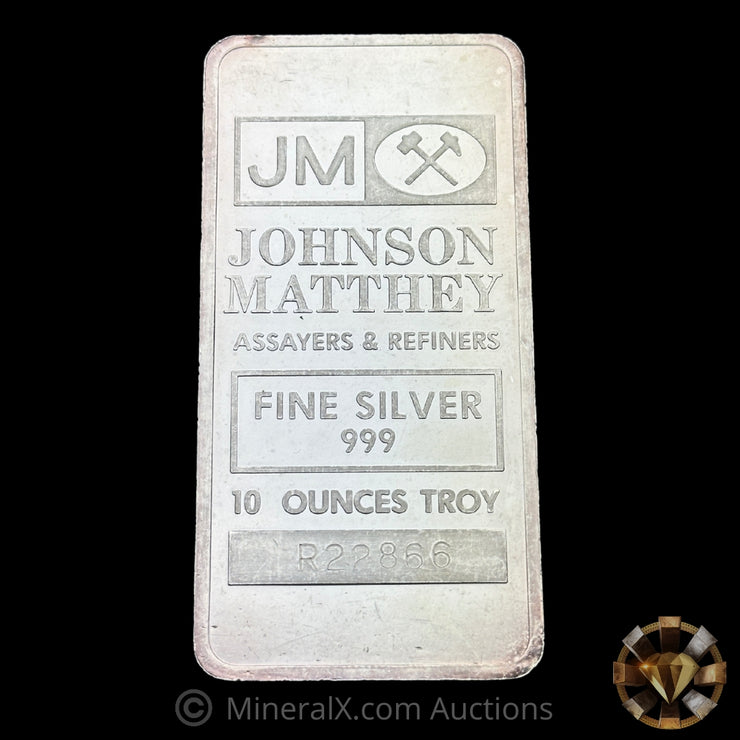 JM
JOHNSON
MATTHEY
ASSAYERS & REFINERS
FINE SILVER
999
10 OUNCES TROY
R22866
© MineralX.com Auctions